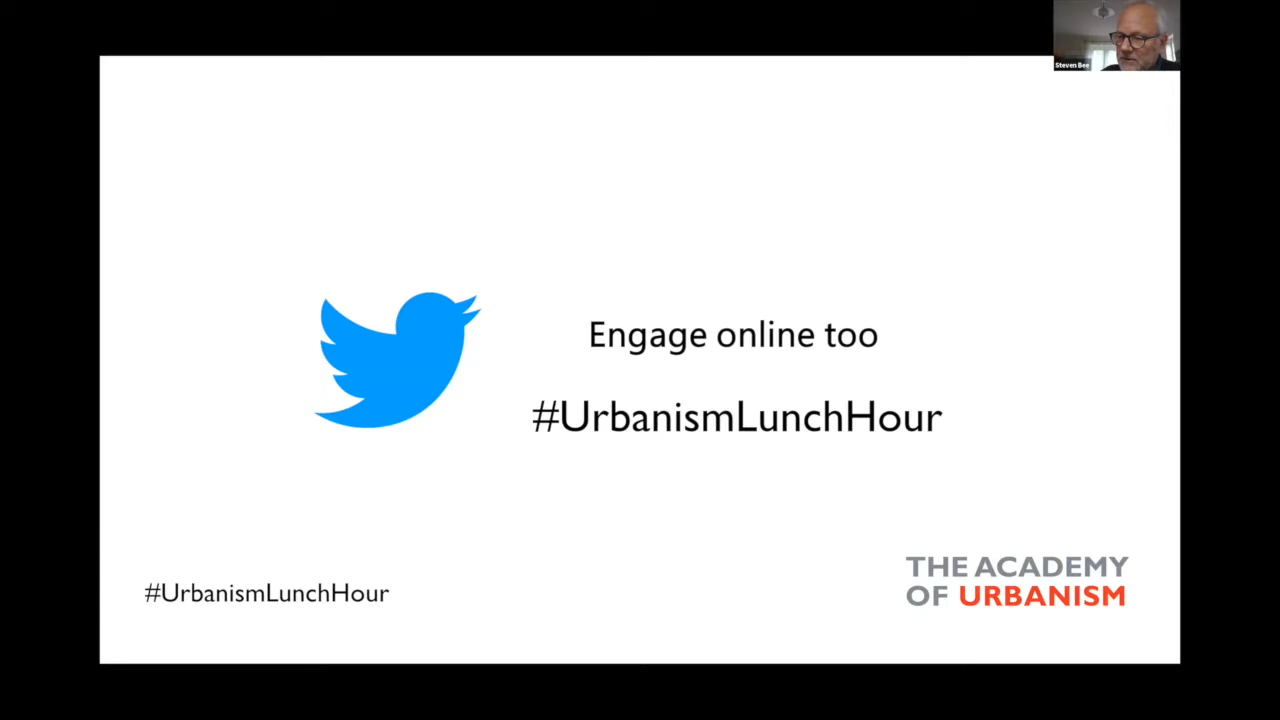 Steven Bee
Engage online too
#UrbanismLunchHour
#UrbanismLunchHour
THE ACADEMY
OF URBANISM